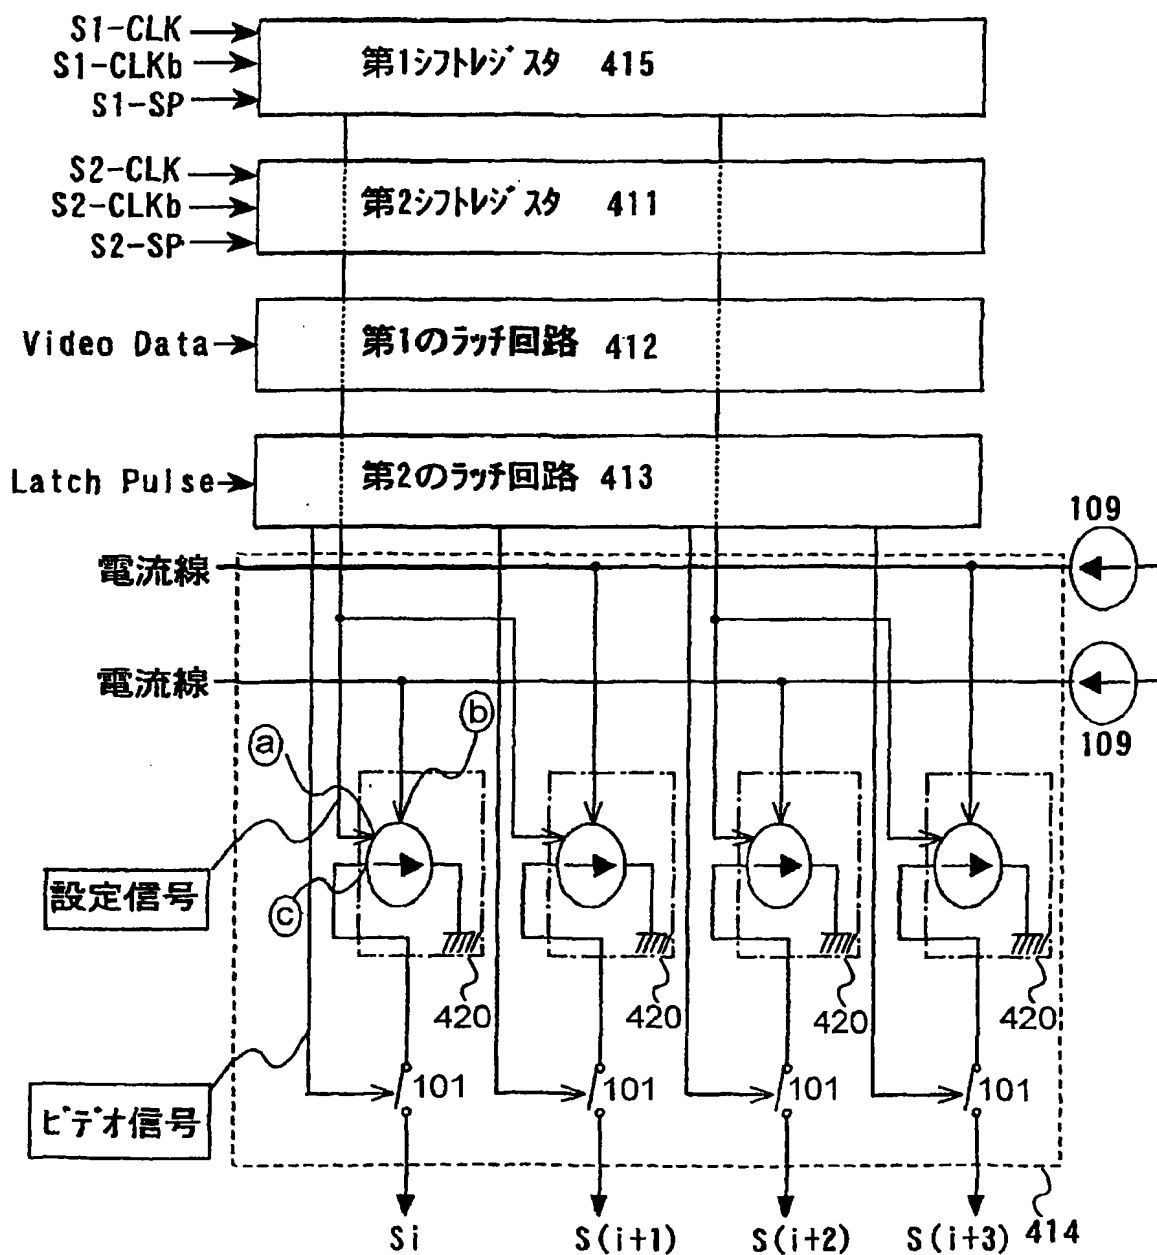 S1-CLK
S1-CLKb
S1-SP
第1シフトレジスタ 415
S2-CLK
S2-CLKb
S2-SP
第2シフトレジスタ 411
Video Data
第1のラッチ回路 412
Latch Pulse
第2のラッチ回路 413
109
電流線
電流線
109
a
b
設定信号
c
420
420
420
420
101
101
101
101
ビデオ信号
Si
S(i+1)
S(i+2)
S(i+3)
414